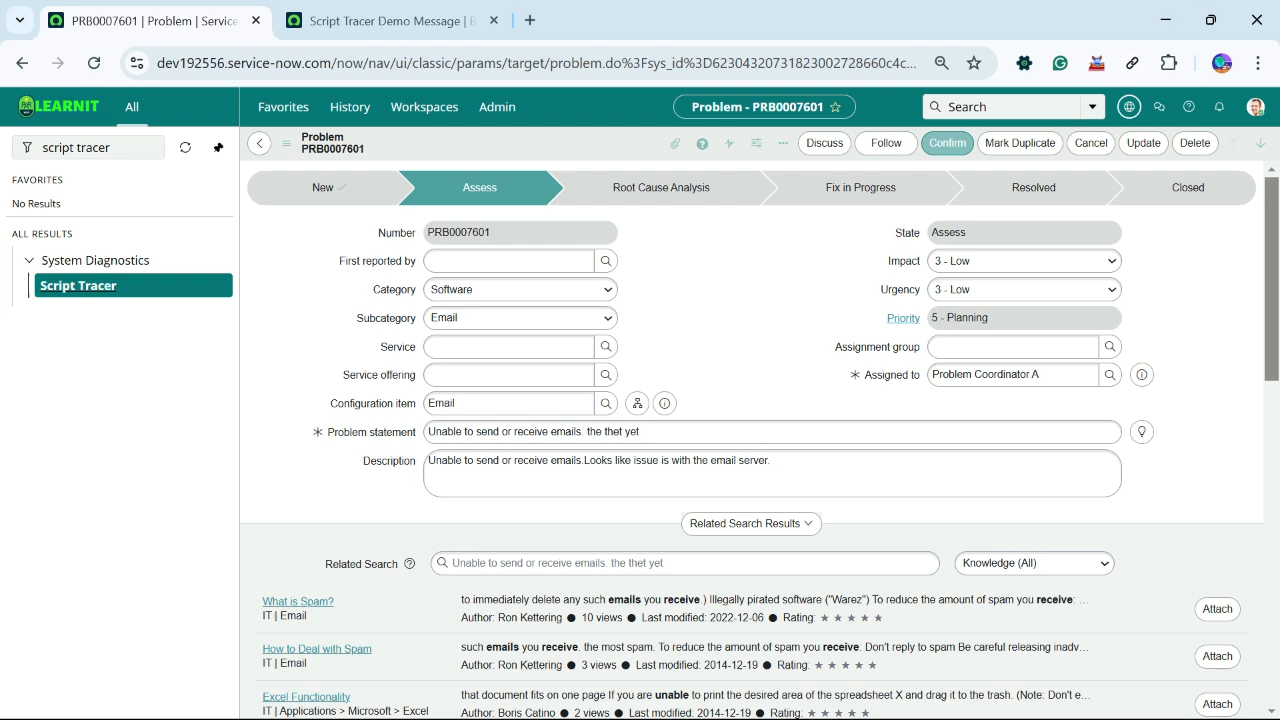 PRB0007601 | Problem | Service
Script Tracer Demo Message |
dev192556.service-now.com/now/nav/ui/classic/params/target/problem.do%3Fsys_id%3D62304320731823002728660c4c...
LEARNIT
All
Favorites
History
Workspaces
Admin
Problem - PRB0007601
Search
script tracer
FAVORITES
No Results
ALL RESULTS
System Diagnostics
Script Tracer
Problem
PRB0007601
Discuss
Follow
Confirm
Mark Duplicate
Cancel
Update
Delete
New
Assess
Root Cause Analysis
Fix in Progress
Resolved
Closed
Number PRB0007601
First reported by
Category Software
Subcategory Email
Service
Service offering
Configuration item Email
State Assess
Impact 3 - Low
Urgency 3 - Low
Priority 5 - Planning
Assignment group
Assigned to Problem Coordinator A
Problem statement Unable to send or receive emails. the thet yet
Description Unable to send or receive emails.Looks like issue is with the email server.
Related Search Results
Related Search Unable to send or receive emails. the thet yet Knowledge (All)
What is Spam?
IT | Email
to immediately delete any such emails you receive.) Illegally pirated software ("Warez") To reduce the amount of spam you receive: ...
Author: Ron Kettering ● 10 views ● Last modified: 2022-12-06 ● Rating: ★ ★ ★ ★ ★
Attach
How to Deal with Spam
IT | Email
such emails you receive. the most spam. To reduce the amount of spam you receive. Don't reply to spam Be careful releasing inadv...
Author: Ron Kettering ● 3 views ● Last modified: 2014-12-19 ● Rating: ★ ★ ★ ★ ★
Attach
Excel Functionality
IT | Applications > Microsoft > Excel
that document fits on one page If you are unable to print the desired area of the spreadsheet X and drag it to the trash. (Note: Don't e...
Author: Boris Catino ● 2 views ● Last modified: 2014-12-19 ● Rating: ★ ★ ★ ★ ★
Attach